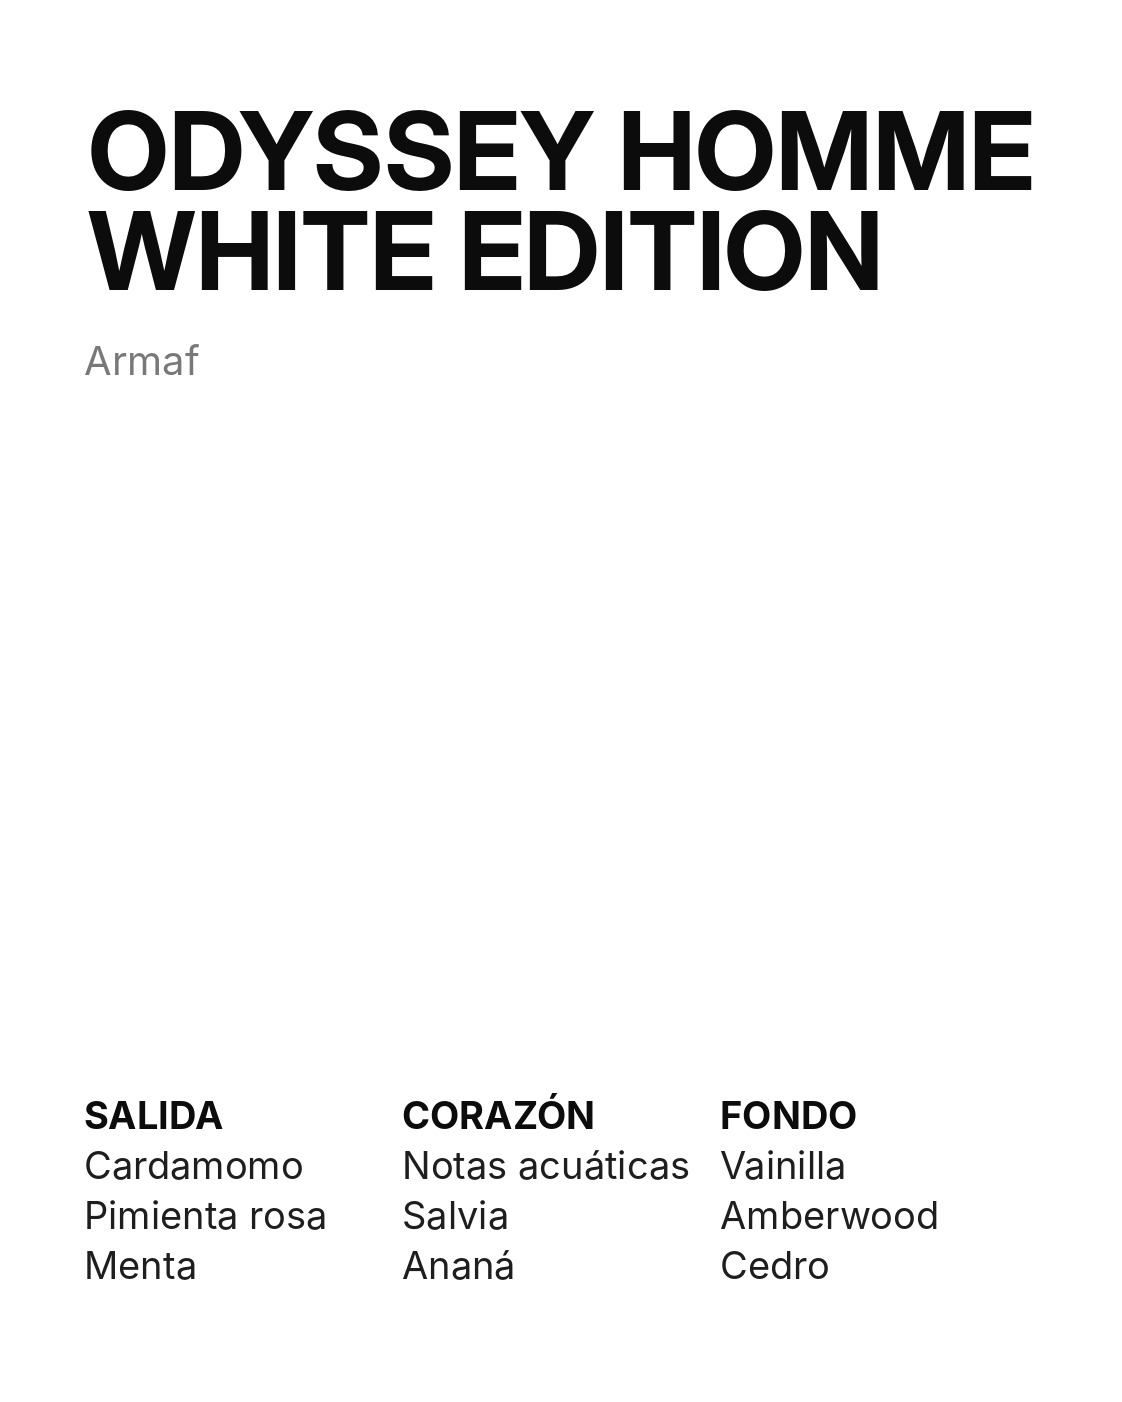 ODYSSEY HOMME
WHITE EDITION
Armaf
SALIDA
Cardamomo
Pimienta rosa
Menta
CORAZÓN
Notas acuáticas
Salvia
Ananá
FONDO
Vainilla
Amberwood
Cedro